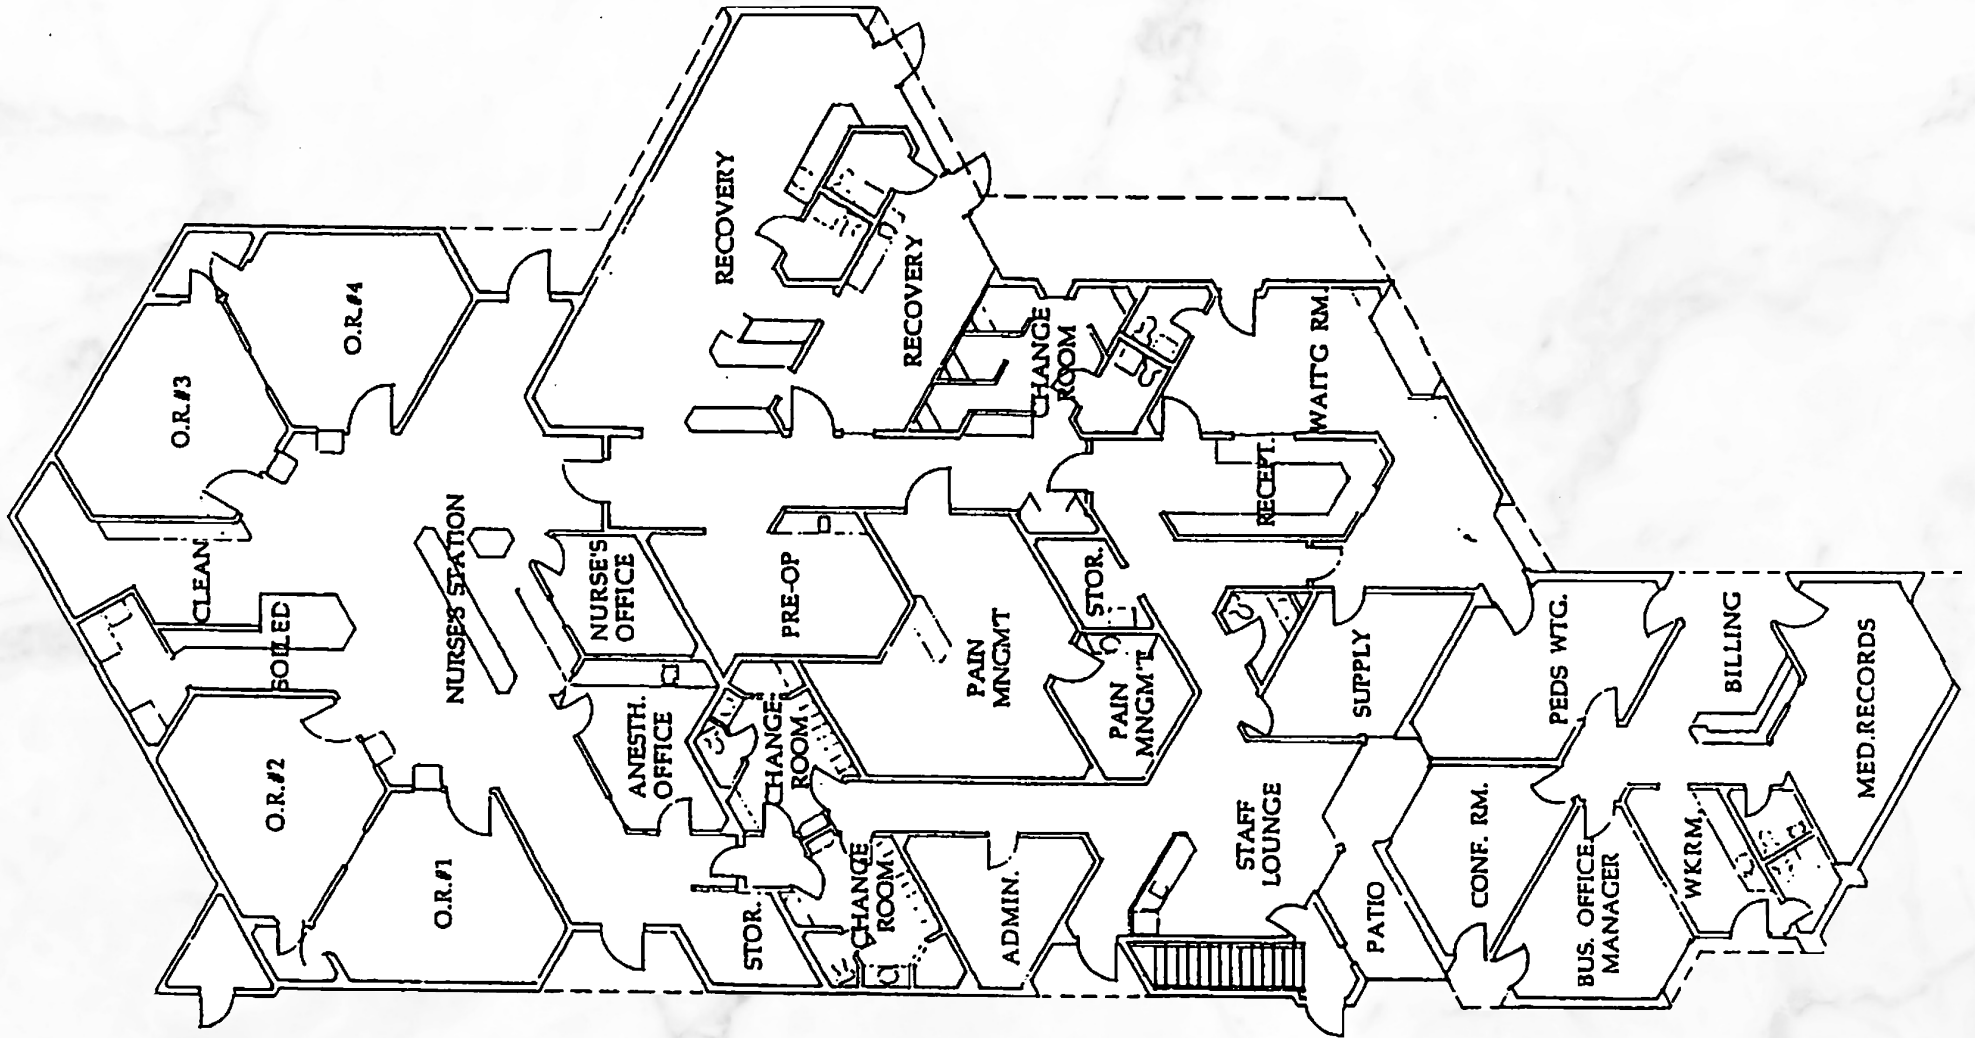 O.R.#3
O.R.#4
CLEAN
SOILED
NURSE'S STATION
O.R.#2
O.R.#1
RECOVERY
RECOVERY
NURSE'S
OFFICE
PRE-OP
ANESTH.
OFFICE
CHANGE
ROOM
CHANGE
ROOM
STOR.
ADMIN.
PAIN
MNGMT
PAIN
MNGM'T
STOR.
CHANGE
ROOM
WAIT'G RM.
RECEPT.
SUPPLY
STAFF
LOUNGE
PATIO
PEDS WTG.
CONF. RM.
BUS. OFFICE
MANAGER
WKRM.
BILLING
MED.RECORDS